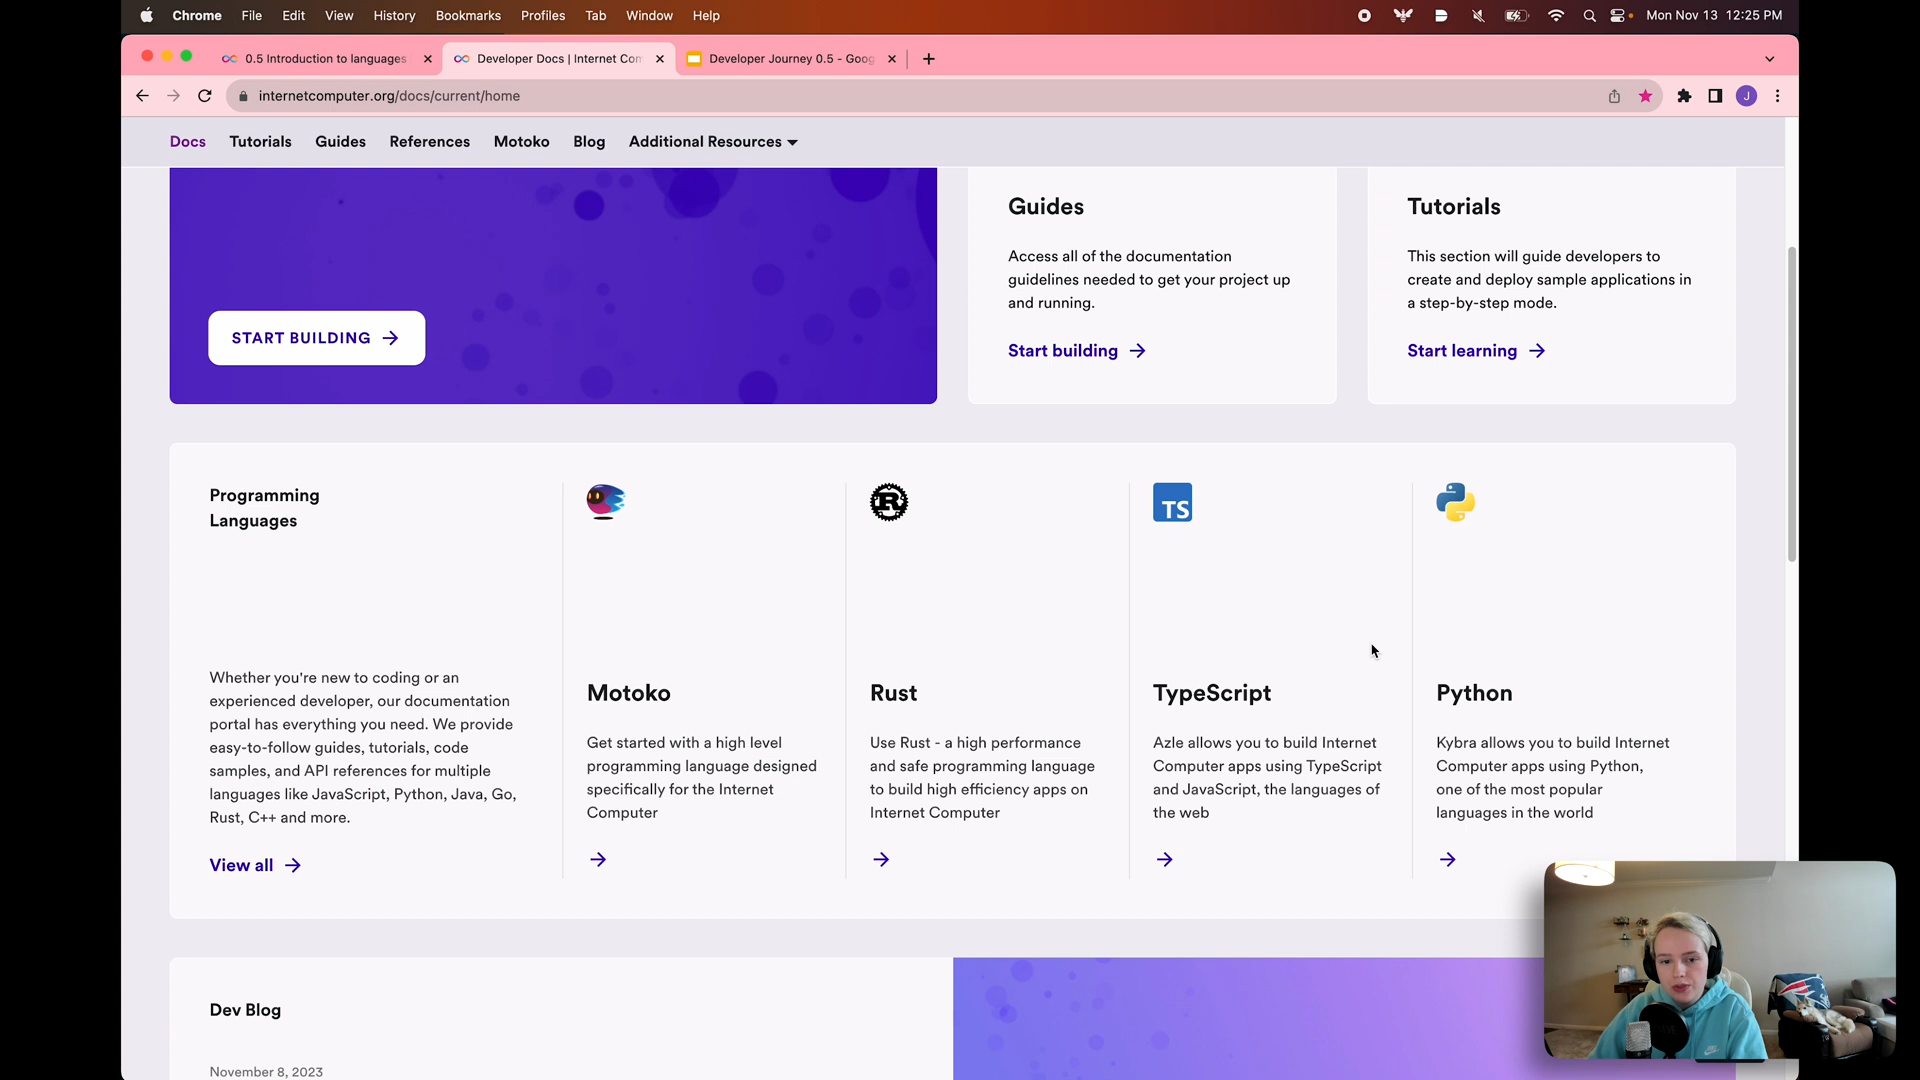 Chrome File Edit View History Bookmarks Profiles Tab Window Help Mon Nov 13 12:25 PM
0.5 Introduction to languages Developer Docs | Internet Con Developer Journey 0.5 - Goog
internetcomputer.org/docs/current/home J
Docs Tutorials Guides References Motoko Blog Additional Resources
START BUILDING
Guides
Access all of the documentation
guidelines needed to get your project up
and running.
Start building
Tutorials
This section will guide developers to
create and deploy sample applications in
a step-by-step mode.
Start learning
Programming
Languages
Whether you're new to coding or an
experienced developer, our documentation
portal has everything you need. We provide
easy-to-follow guides, tutorials, code
samples, and API references for multiple
languages like JavaScript, Python, Java, Go,
Rust, C++ and more.
View all
Motoko
Get started with a high level
programming language designed
specifically for the Internet
Computer
R
Rust
Use Rust - a high performance
and safe programming language
to build high efficiency apps on
Internet Computer
TS
TypeScript
Azle allows you to build Internet
Computer apps using TypeScript
and JavaScript, the languages of
the web
Python
Kybra allows you to build Internet
Computer apps using Python,
one of the most popular
languages in the world
Dev Blog
November 8, 2023